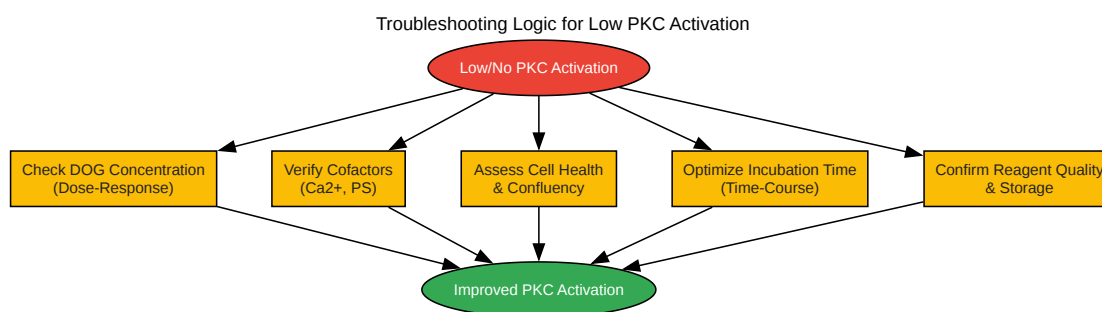 Troubleshooting Logic for Low PKC Activation
Low/No PKC Activation
Check DOG Concentration
(Dose-Response)
Verify Cofactors
(Ca2+, PS)
Assess Cell Health
& Confluency
Optimize Incubation Time
(Time-Course)
Confirm Reagent Quality
& Storage
Improved PKC Activation